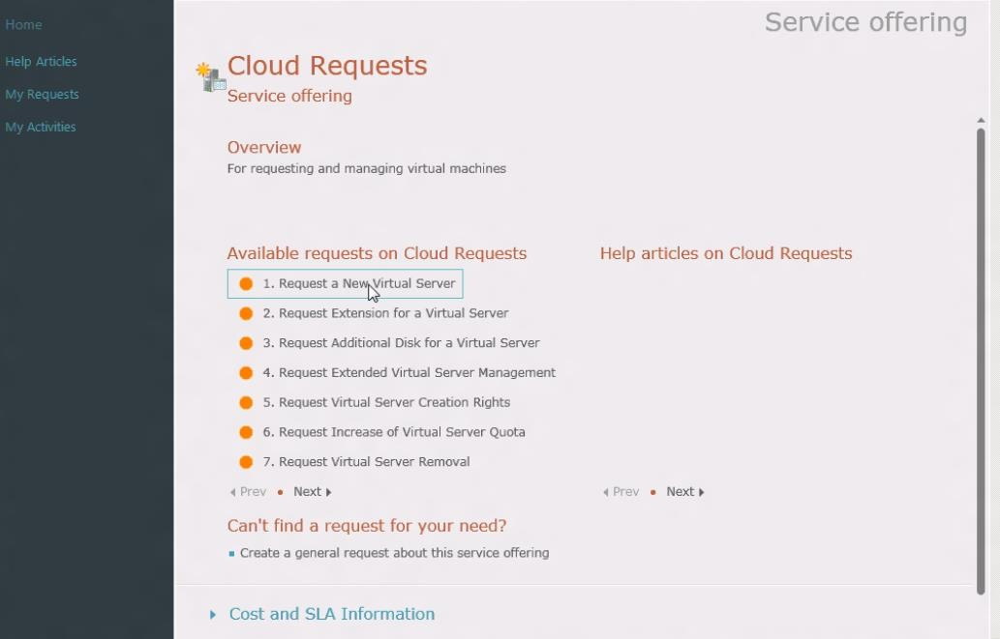 Home
Help Articles
My Requests
My Activities
Service offering
Cloud Requests
Service offering
Overview
For requesting and managing virtual machines
Available requests on Cloud Requests
1. Request a New Virtual Server
2. Request Extension for a Virtual Server
3. Request Additional Disk for a Virtual Server
4. Request Extended Virtual Server Management
5. Request Virtual Server Creation Rights
6. Request Increase of Virtual Server Quota
7. Request Virtual Server Removal
Prev • Next
Help articles on Cloud Requests
Prev • Next
Can't find a request for your need?
Create a general request about this service offering
Cost and SLA Information